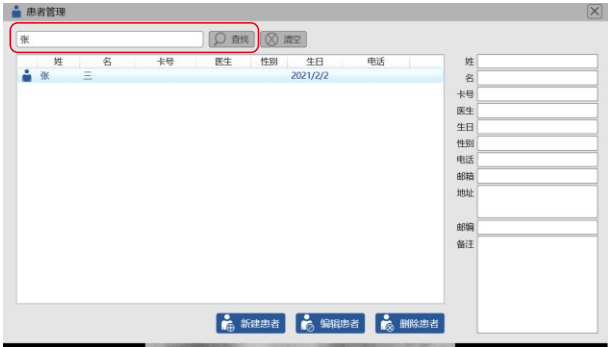 患者管理
张 查找 清空
姓 名 卡号 医生 性别 生日 电话
张 三 2021/2/2
姓
名
卡号
医生
生日
性别
电话
邮箱
地址
邮编
备注
新建患者 编辑患者 删除患者